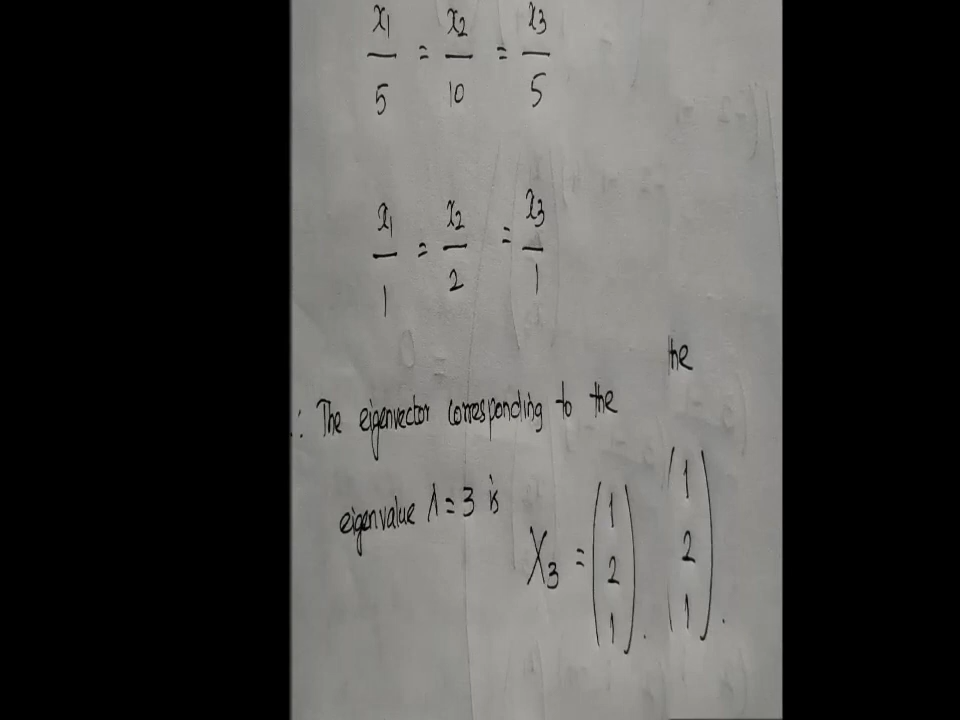 x₁/5 = x₂/10 = x₃/5
x₁/1 = x₂/2 = x₃/1
the
∴ The eigenvector corresponding to the
eigenvalue λ = 3 is
X₃ = (1 2 1). (1 2 1).